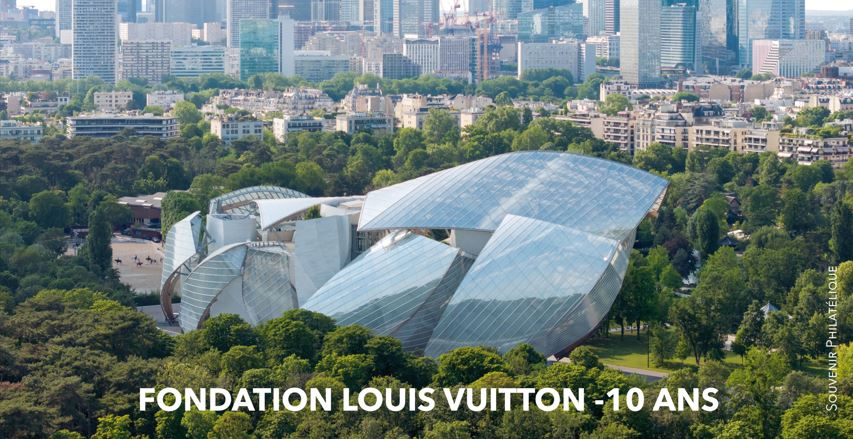 FONDATION LOUIS VUITTON -10 ANS
SOUVENIR PHILATÉLIQUE